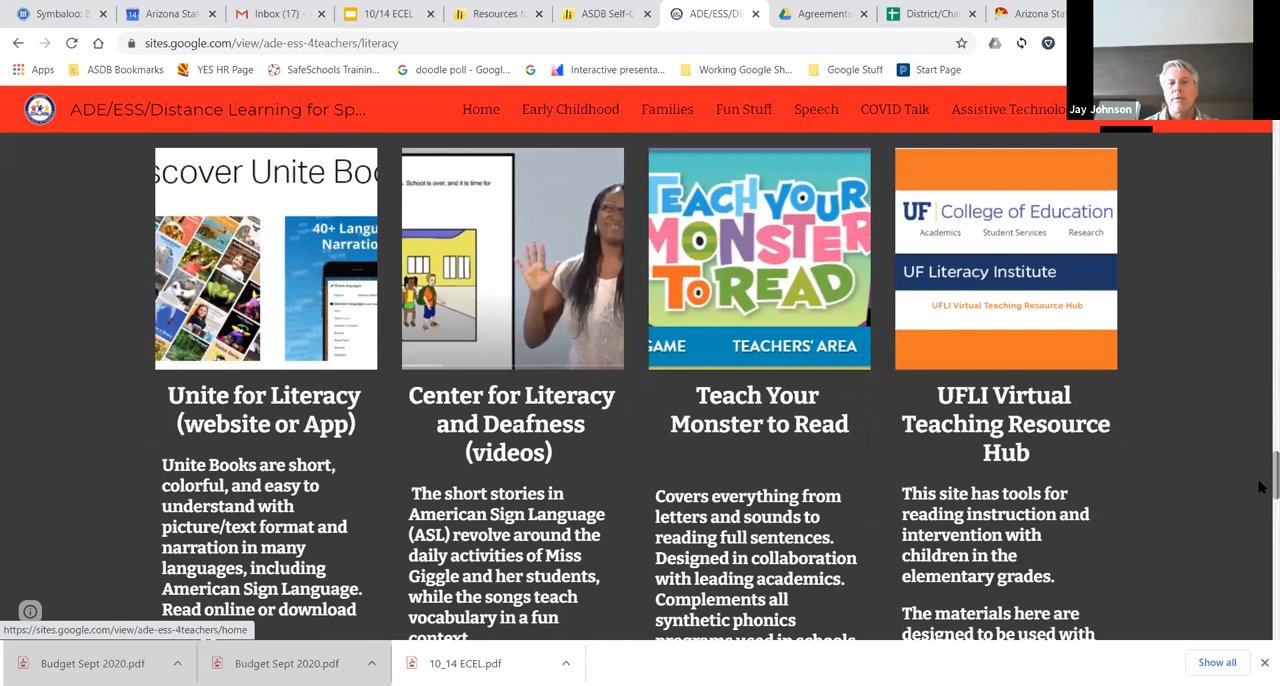 Symbaloo: B
Arizona Stat
Inbox (17) -
10/14 ECEL
Resources fo
ASDB Self-C
ADE/ESS/Di
Agreements
District/Cha
Arizona Sta
sites.google.com/view/ade-ess-4teachers/literacy
Apps
ASDB Bookmarks
YES HR Page
SafeSchools Trainin...
doodle poll - Googl...
Interactive presenta...
Working Google Sh...
Google Stuff
Start Page
Jay Johnson
ADE/ESS/Distance Learning for Sp...
Home
Early Childhood
Families
Fun Stuff
Speech
COVID Talk
Assistive Technolo
scover Unite Boo
40+ Langu
Narratio
. School is over, and it is time for
TEACH YOUR
MONSTER
TO READ
GAME
TEACHERS' AREA
UF College of Education
Academics Student Services Research
UF Literacy Institute
UFLI Virtual Teaching Resource Hub
Unite for Literacy
(website or App)
Unite Books are short,
colorful, and easy to
understand with
picture/text format and
narration in many
languages, including
American Sign Language.
Read online or download
Center for Literacy
and Deafness
(videos)
The short stories in
American Sign Language
(ASL) revolve around the
daily activities of Miss
Giggle and her students,
while the songs teach
vocabulary in a fun
context.
Teach Your
Monster to Read
Covers everything from
letters and sounds to
reading full sentences.
Designed in collaboration
with leading academics.
Complements all
synthetic phonics
programs used in schools
UFLI Virtual
Teaching Resource
Hub
This site has tools for
reading instruction and
intervention with
children in the
elementary grades.
The materials here are
designed to be used with
https://sites.google.com/view/ade-ess-4teachers/home
Budget Sept 2020.pdf
Budget Sept 2020.pdf
10_14 ECEL.pdf
Show all